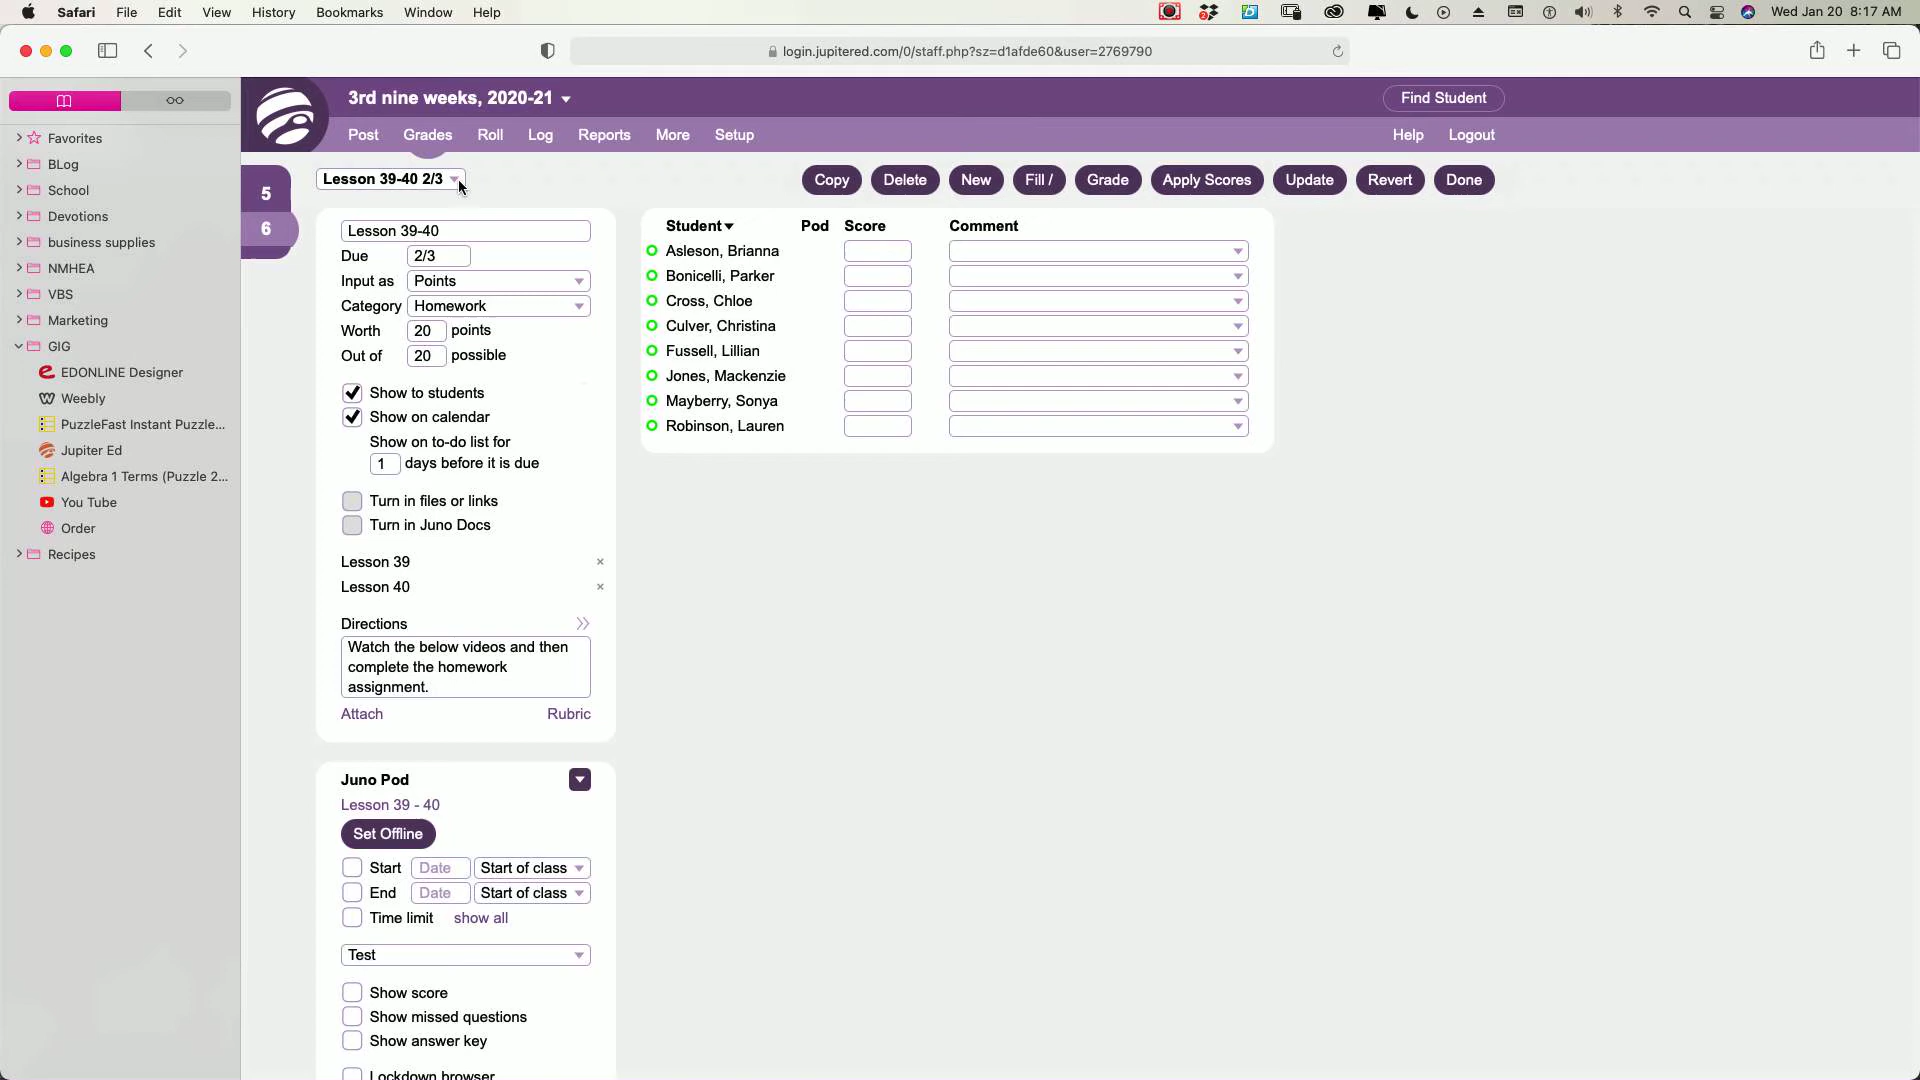 Safari File Edit View History Bookmarks Window Help Wed Jan 20 8:17 AM
login.jupitered.com/0/staff.php?sz=d1afde60&user=2769790
Favorites
BLog
School
Devotions
business supplies
NMHEA
VBS
Marketing
GIG
EDONLINE Designer
Weebly
PuzzleFast Instant Puzzle...
Jupiter Ed
Algebra 1 Terms (Puzzle 2...
You Tube
Order
Recipes
3rd nine weeks, 2020-21 Find Student
Post Grades Roll Log Reports More Setup Help Logout
5
6
Lesson 39-40 2/3 Copy Delete New Fill / Grade Apply Scores Update Revert Done
Lesson 39-40
Due 2/3
Input as Points
Category Homework
Worth 20 points
Out of 20 possible
Show to students
Show on calendar
Show on to-do list for
1 days before it is due
Turn in files or links
Turn in Juno Docs
Lesson 39 ×
Lesson 40 ×
Directions
Watch the below videos and then
complete the homework
assignment.
Attach Rubric
Juno Pod
Lesson 39 - 40
Set Offline
Start Date Start of class
End Date Start of class
Time limit show all
Test
Show score
Show missed questions
Show answer key
Lockdown browser
Student Pod Score Comment
Asleson, Brianna
Bonicelli, Parker
Cross, Chloe
Culver, Christina
Fussell, Lillian
Jones, Mackenzie
Mayberry, Sonya
Robinson, Lauren